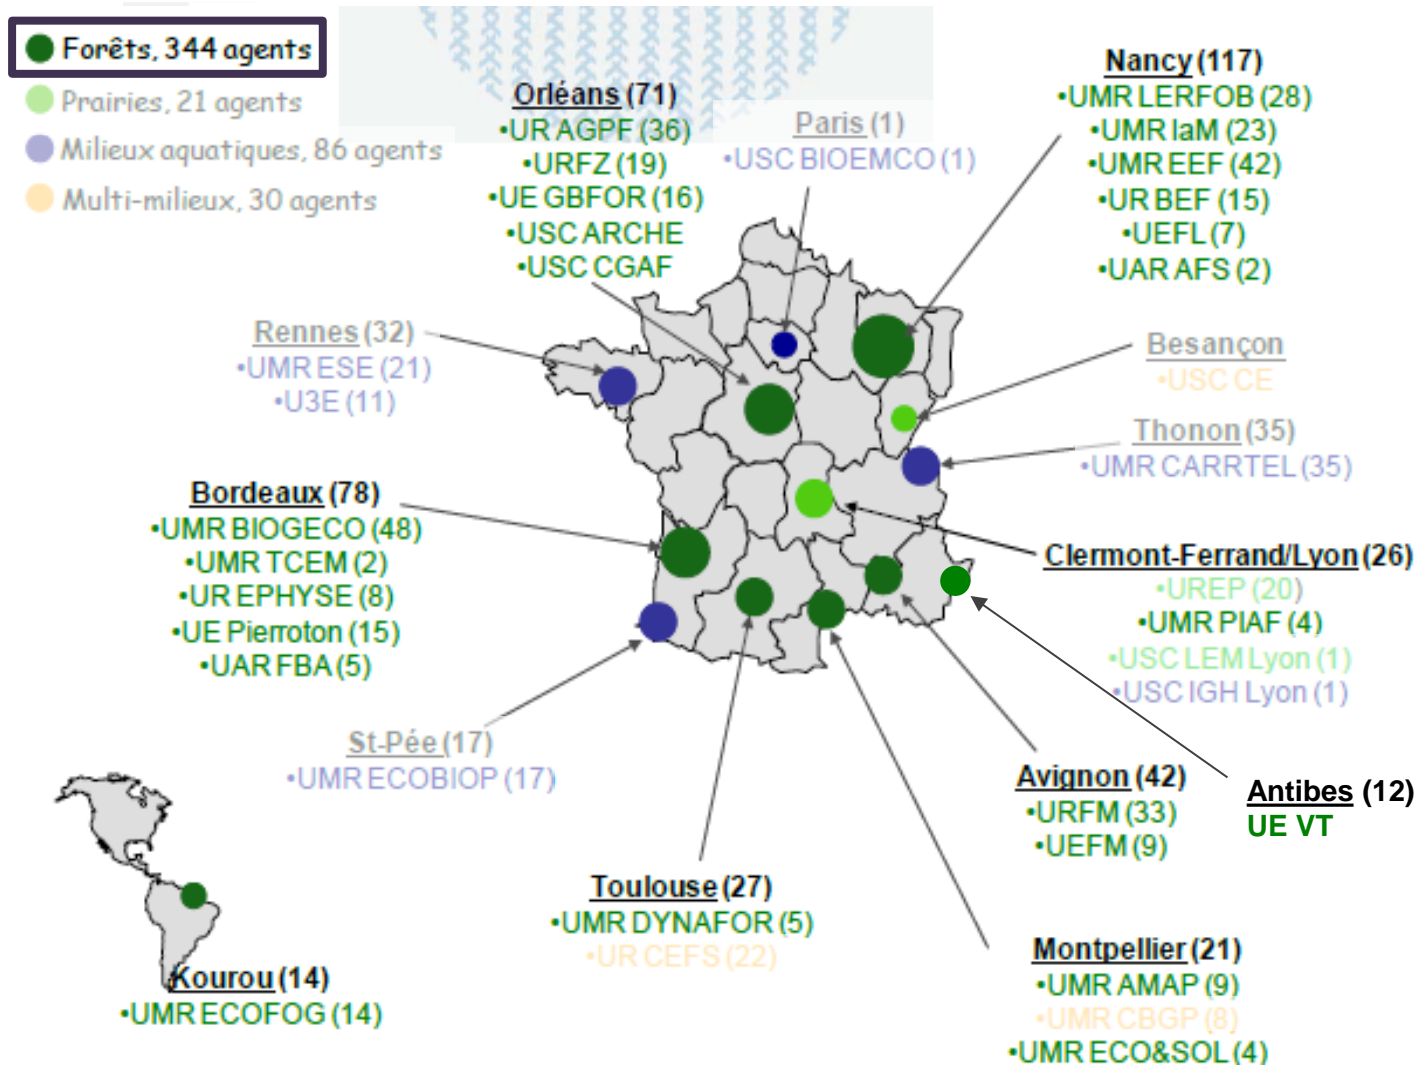 Forêts, 344 agents
Prairies, 21 agents
Milieux aquatiques, 86 agents
Multi-milieux, 30 agents
Orléans (71)
•UR AGPF (36)
•URFZ (19)
•UE GBFOR (16)
•USC ARCHE
•USC CGAF
Paris (1)
•USC BIOEMCO (1)
Nancy (117)
•UMR LERFOB (28)
•UMR IaM (23)
•UMR EEF (42)
•UR BEF (15)
•UEFL (7)
•UAR AFS (2)
Rennes (32)
•UMR ESE (21)
•U3E (11)
Besançon
•USC CE
Thonon (35)
•UMR CARRTEL (35)
Bordeaux (78)
•UMR BIOGECO (48)
•UMR TCEM (2)
•UR EPHYSE (8)
•UE Pierroton (15)
•UAR FBA (5)
Clermont-Ferrand/Lyon (26)
•UREP (20)
•UMR PIAF (4)
•USC LEM Lyon (1)
•USC IGH Lyon (1)
St-Pée (17)
•UMR ECOBIOP (17)
Avignon (42)
•URFM (33)
•UEFM (9)
Antibes (12)
UE VT
Toulouse (27)
•UMR DYNAFOR (5)
•UR CEFS (22)
Montpellier (21)
•UMR AMAP (9)
•UMR CBGP (8)
•UMR ECO&SOL (4)
Kourou (14)
•UMR ECOFOG (14)